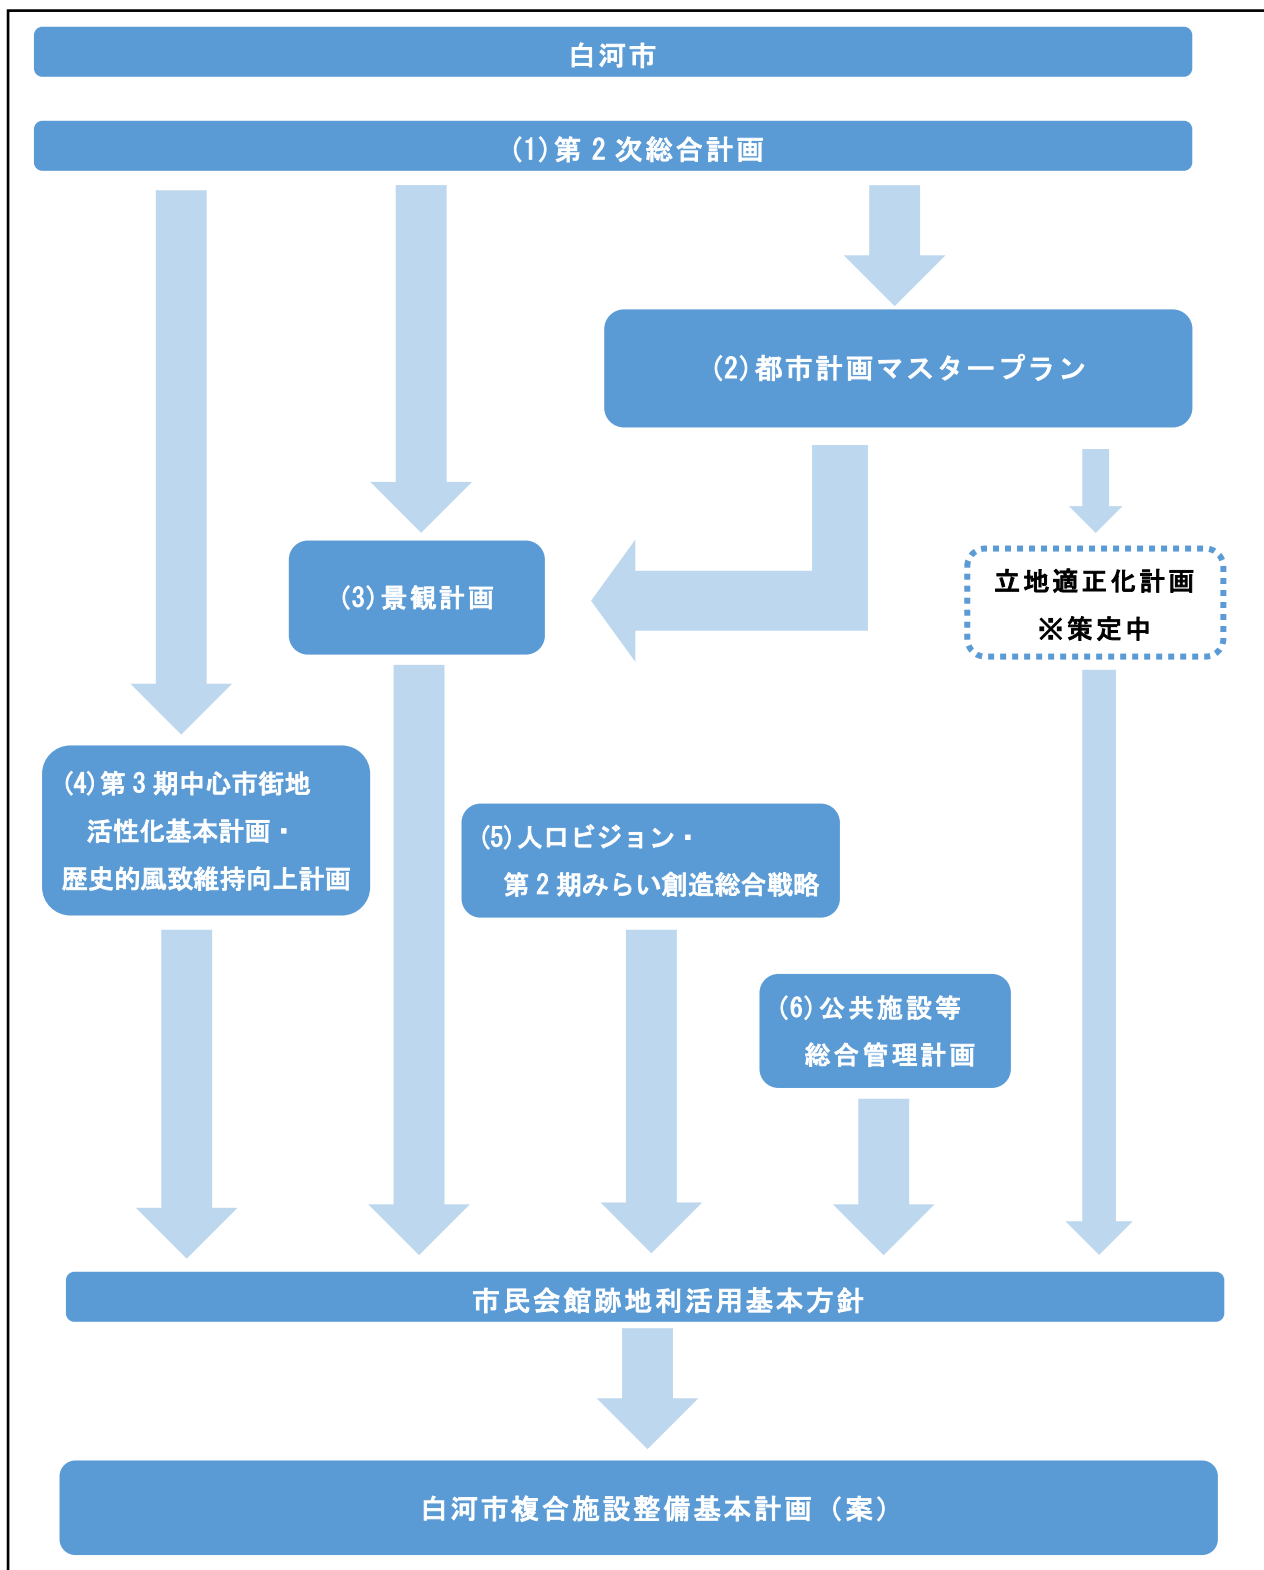 白河市
(1)第2次総合計画
(2)都市計画マスタープラン
(3)景観計画
立地適正化計画
※策定中
(4)第3期中心市街地
活性化基本計画・
歴史的風致維持向上計画
(5)人口ビジョン・
第2期みらい創造総合戦略
(6)公共施設等
総合管理計画
市民会館跡地利活用基本方針
白河市複合施設整備基本計画（案）